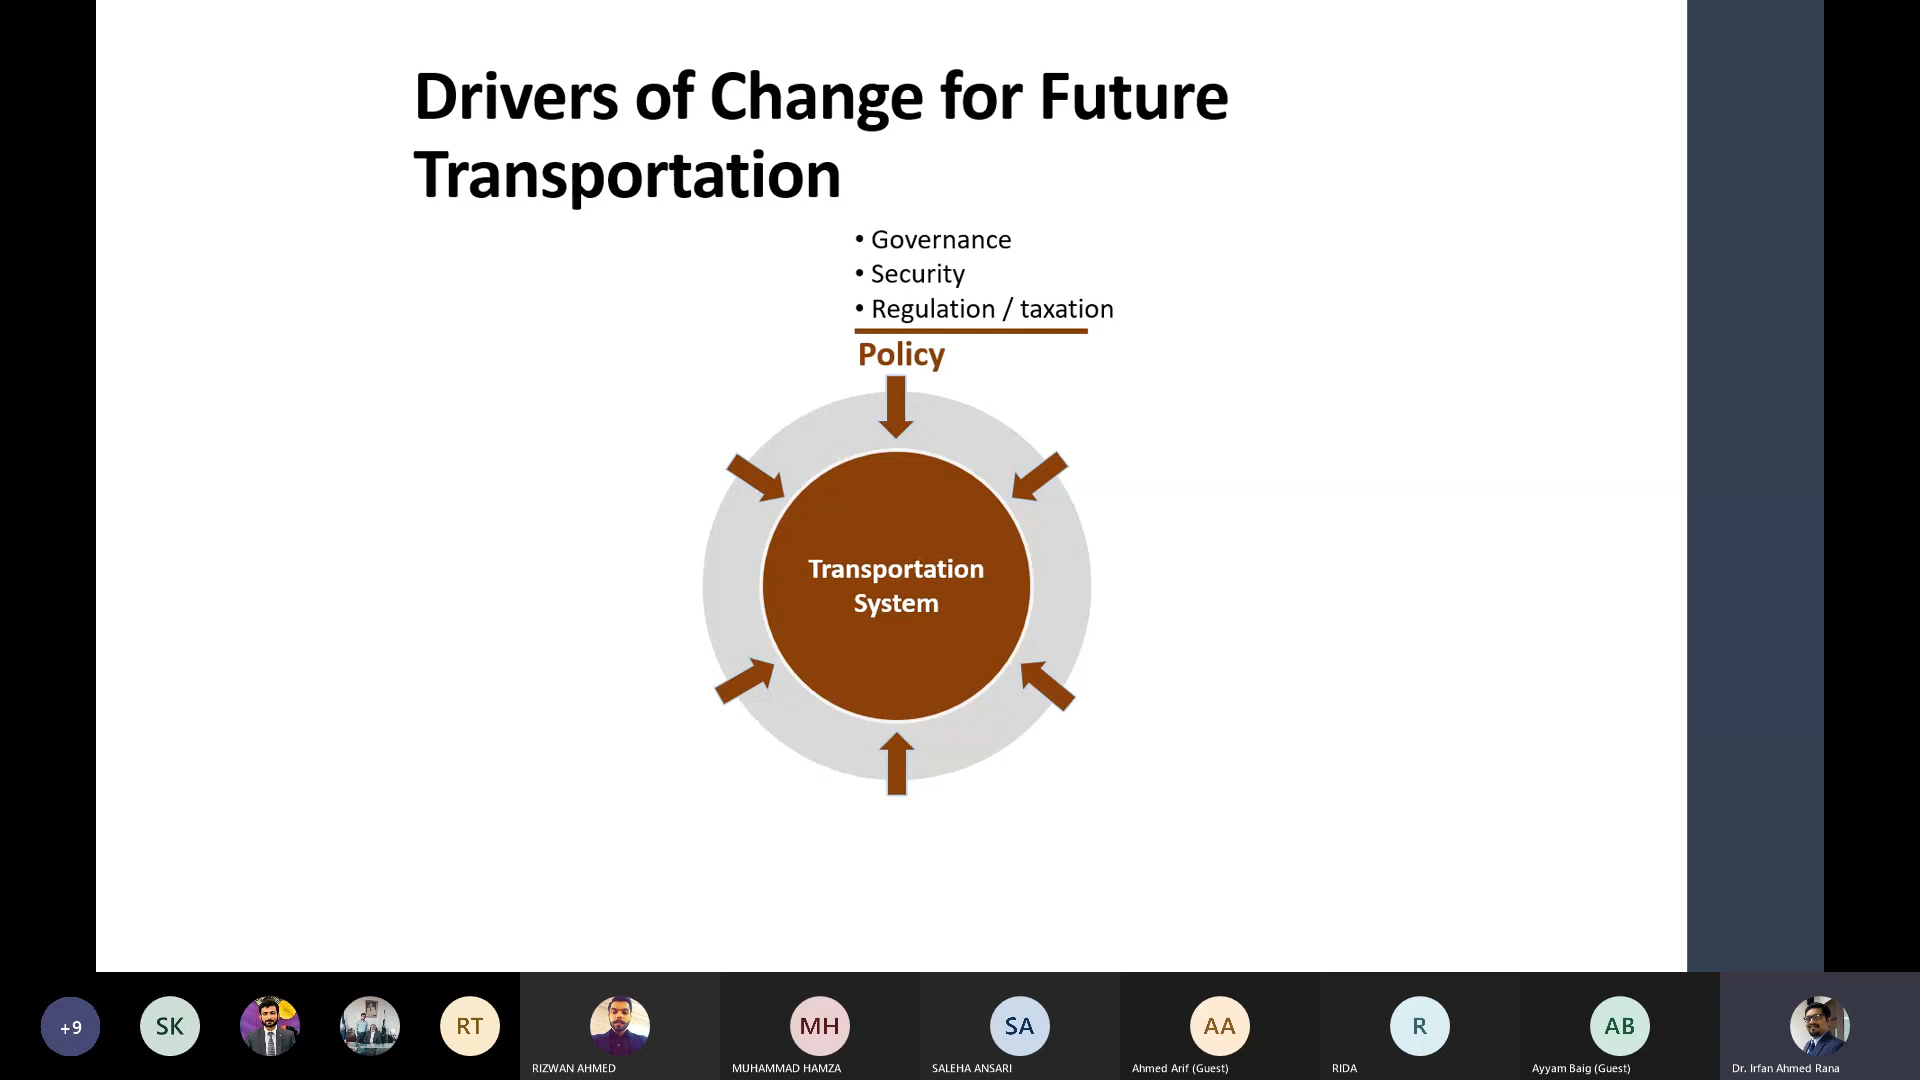 Drivers of Change for Future
Transportation
• Governance
• Security
• Regulation / taxation
Policy
Transportation
System
+9
SK
RT
RIZWAN AHMED
MH
MUHAMMAD HAMZA
SA
SALEHA ANSARI
AA
Ahmed Arif (Guest)
R
RIDA
AB
Ayyam Baig (Guest)
Dr. Irfan Ahmed Rana